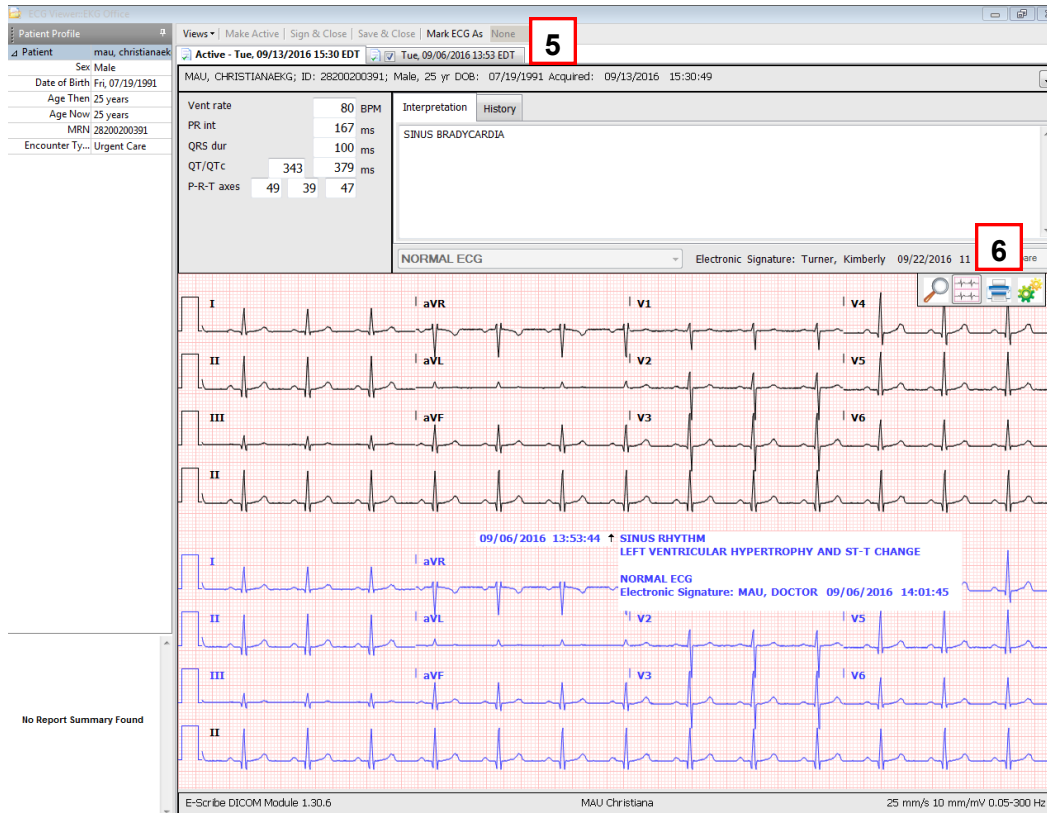 ECG Viewer: EKG Office
Patient Profile
Patient mau, christianaek
Sex Male
Date of Birth Fri, 07/19/1991
Age Then 25 years
Age Now 25 years
MRN 28200200391
Encounter Ty... Urgent Care
No Report Summary Found
Views Make Active Sign & Close Save & Close Mark ECG As None
5
Active - Tue, 09/13/2016 15:30 EDT Tue, 09/06/2016 13:53 EDT
MAU, CHRISTIANAEKG; ID: 28200200391; Male, 25 yr DOB: 07/19/1991 Acquired: 09/13/2016 15:30:49
Vent rate 80 BPM
PR int 167 ms
QRS dur 100 ms
QT/QTc 343 379 ms
P-R-T axes 49 39 47
Interpretation History
SINUS BRADYCARDIA
NORMAL ECG Electronic Signature: Turner, Kimberly 09/22/2016 11
6
I aVR V1 V4
II aVL V2 V5
III aVF V3 V6
II
09/06/2016 13:53:44 ↑ SINUS RHYTHM
LEFT VENTRICULAR HYPERTROPHY AND ST-T CHANGE
NORMAL ECG
Electronic Signature: MAU, DOCTOR 09/06/2016 14:01:45
I aVR
II aVL V2 V5
III aVF V3 V6
II
E-Scribe DICOM Module 1.30.6 MAU Christiana 25 mm/s 10 mm/mV 0.05-300 Hz